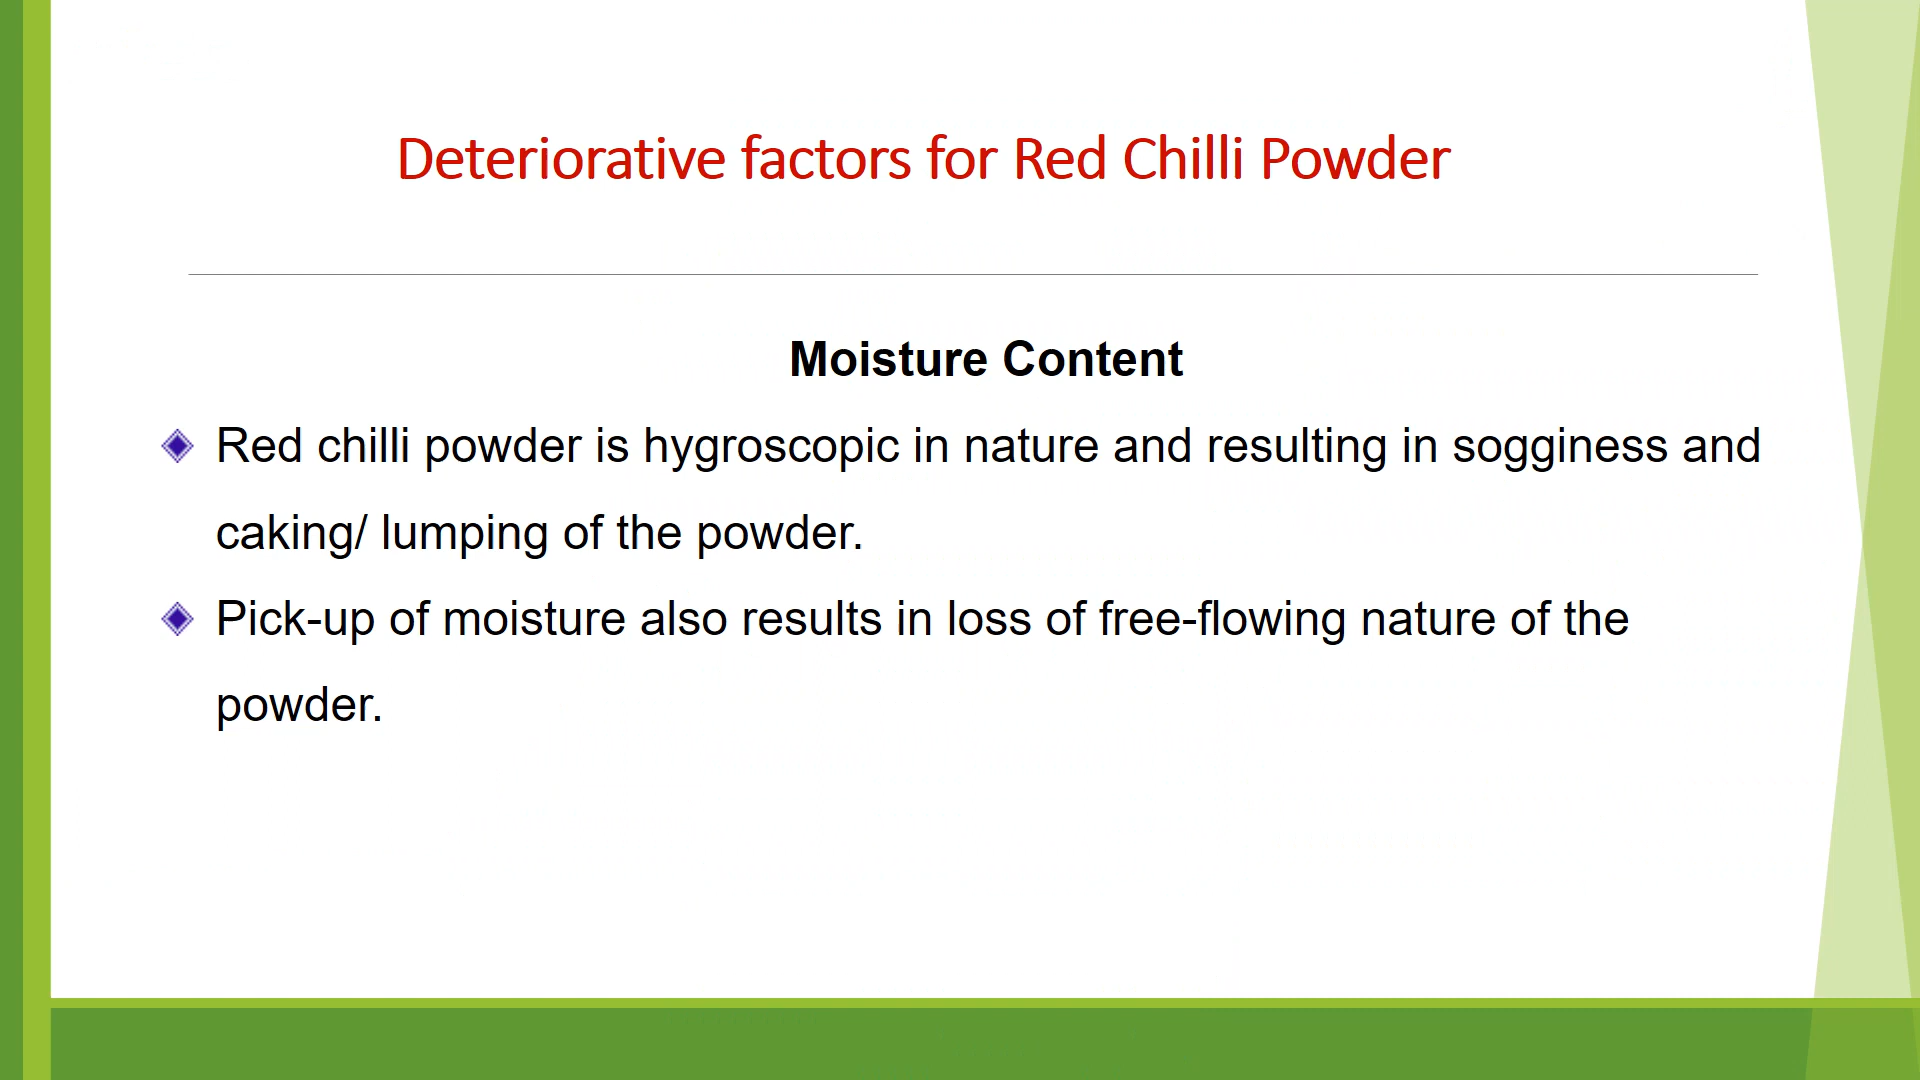 Deteriorative factors for Red Chilli Powder
Moisture Content
Red chilli powder is hygroscopic in nature and resulting in sogginess and
caking/ lumping of the powder.
Pick-up of moisture also results in loss of free-flowing nature of the
powder.